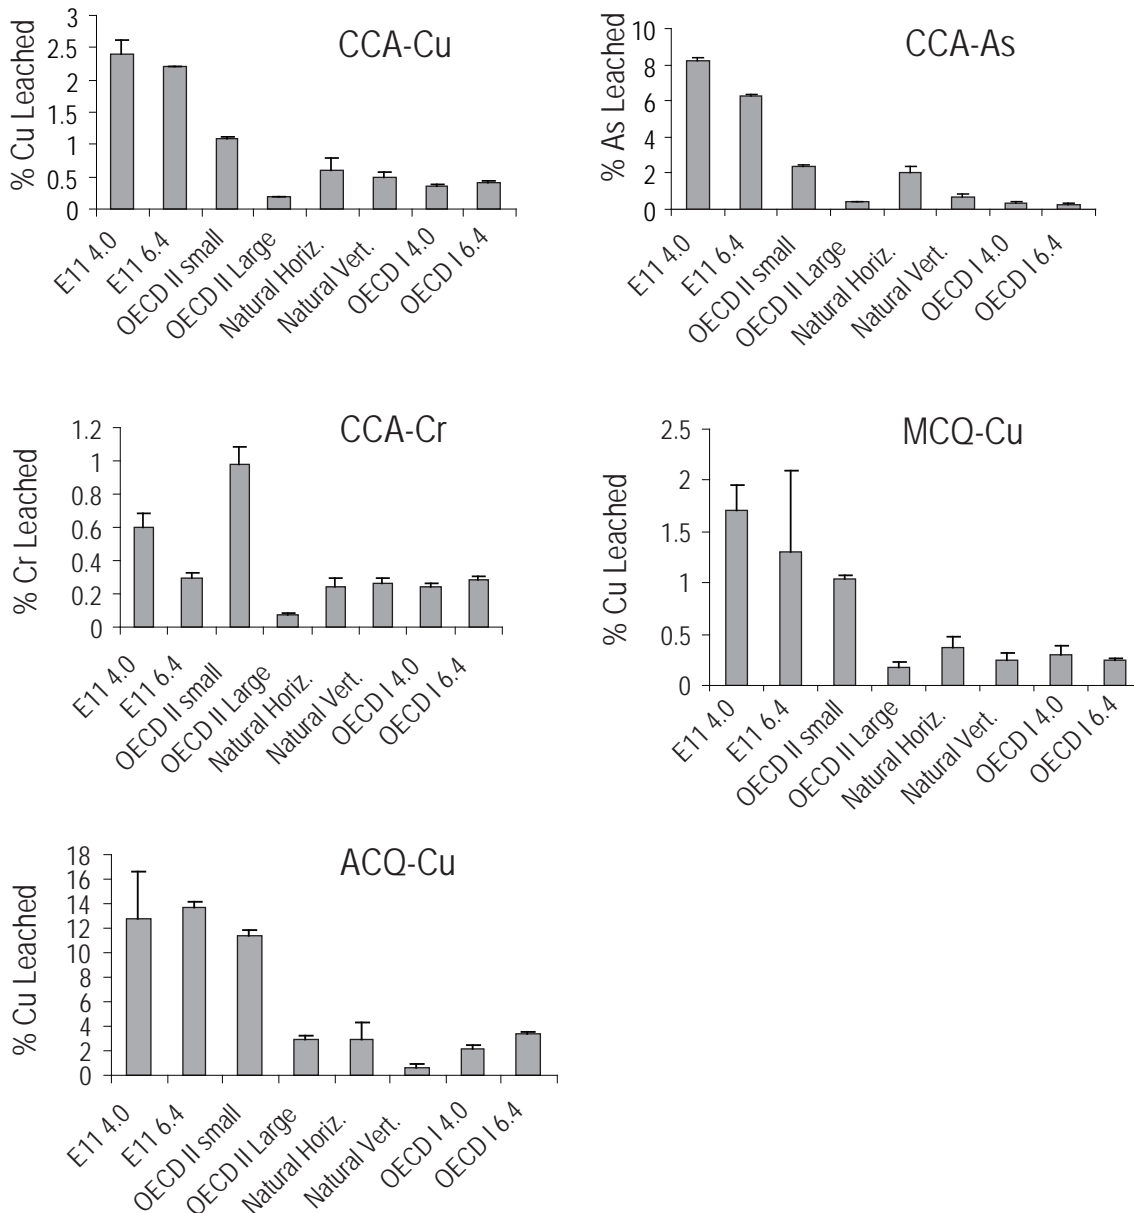 CCA-Cu
% Cu Leached
3
2.5
2
1.5
1
0.5
0
E11 4.0
E11 6.4
OECD II small
OECD II Large
Natural Horiz.
Natural Vert.
OECD I 4.0
OECD I 6.4
CCA-As
% As Leached
10
8
6
4
2
0
E11 4.0
E11 6.4
OECD II small
OECD II Large
Natural Horiz.
Natural Vert.
OECD I 4.0
OECD I 6.4
CCA-Cr
% Cr Leached
1.2
1
0.8
0.6
0.4
0.2
0
E11 4.0
E11 6.4
OECD II small
OECD II Large
Natural Horiz.
Natural Vert.
OECD I 4.0
OECD I 6.4
MCQ-Cu
% Cu Leached
2.5
2
1.5
1
0.5
0
E11 4.0
E11 6.4
OECD II small
OECD II Large
Natural Horiz.
Natural Vert.
OECD I 4.0
OECD I 6.4
ACQ-Cu
% Cu Leached
18
16
14
12
10
8
6
4
2
0
E11 4.0
E11 6.4
OECD II small
OECD II Large
Natural Horiz.
Natural Vert.
OECD I 4.0
OECD I 6.4